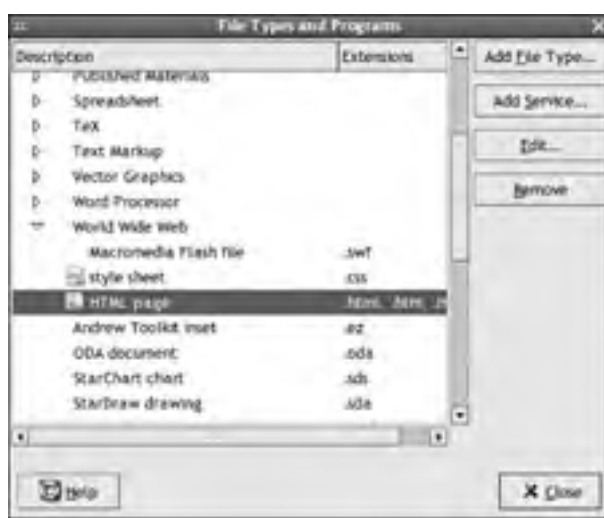 File Types and Programs
Description Extensions
Published Materials
Spreadsheet
TeX
Text Markup
Vector Graphics
Word Processor
World Wide Web
Macromedia Flash file .swf
style sheet .css
HTML page .html, .htm,
Andrew Toolkit inset .ez
ODA document .oda
StarChart chart .sds
StarDraw drawing .sda
Add File Type...
Add Service...
Edit...
Remove
Help
Close